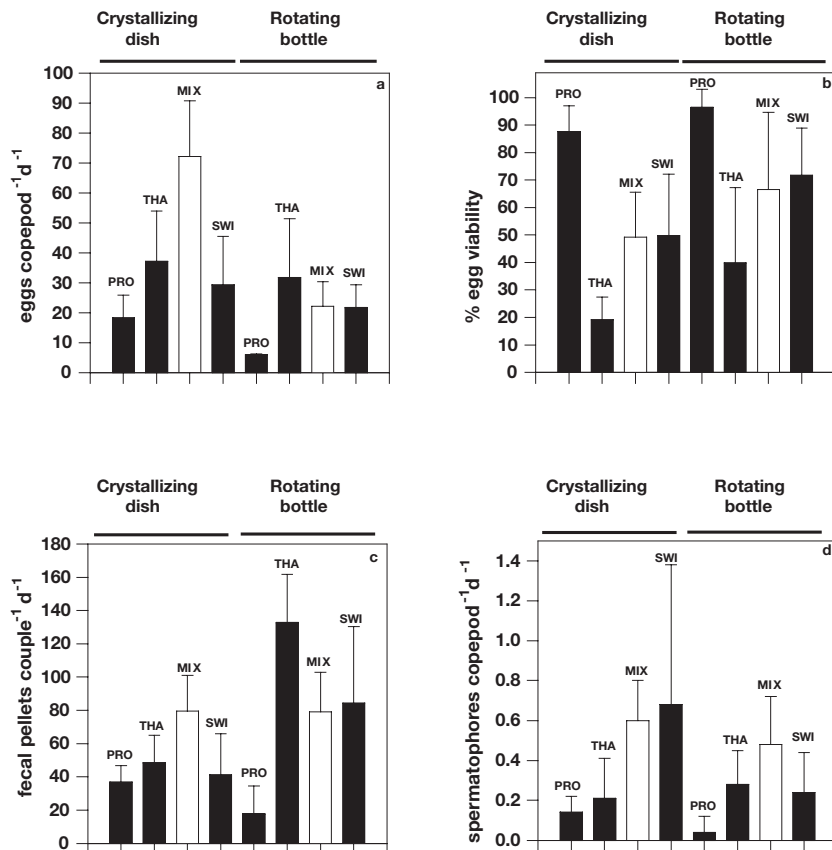 Crystallizing
dish
Rotating
bottle
a
eggs copepod⁻¹d⁻¹
100
90
80
70
60
50
40
30
20
10
0
PRO
THA
MIX
SWI
PRO
THA
MIX
SWI
Crystallizing
dish
Rotating
bottle
b
% egg viability
100
90
80
70
60
50
40
30
20
10
0
PRO
THA
MIX
SWI
PRO
THA
MIX
SWI
Crystallizing
dish
Rotating
bottle
c
fecal pellets couple⁻¹ d⁻¹
180
160
140
120
100
80
60
40
20
0
PRO
THA
MIX
SWI
PRO
THA
MIX
SWI
Crystallizing
dish
Rotating
bottle
d
spermatophores copepod⁻¹d⁻¹
1.4
1.2
1.0
0.8
0.6
0.4
0.2
0.0
PRO
THA
MIX
SWI
PRO
THA
MIX
SWI